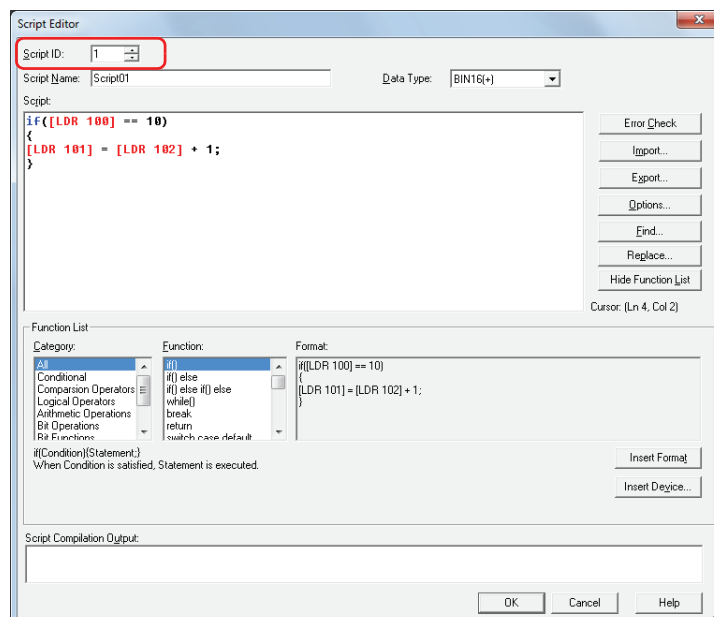 Script Editor
x
Script ID: 1
Script Name: Script01 Data Type: BIN16(+)
Script:
if([LDR 100] == 10)
{
[LDR 101] = [LDR 102] + 1;
}
Error Check
Import...
Export...
Options...
Find...
Replace...
Hide Function List
Cursor: (Ln 4, Col 2)
Function List
Category:
All
Conditional
Comparsion Operators
Logical Operators
Arithmetic Operations
Bit Operations
Bit Functions
Function:
if()
if() else
if() else if() else
while()
break
return
switch case default
Format:
if([LDR 100] == 10)
{
[LDR 101] = [LDR 102] + 1;
}
if(Condition){Statement;}
When Condition is satisfied, Statement is executed.
Insert Format
Insert Device...
Script Compilation Output:
OK Cancel Help